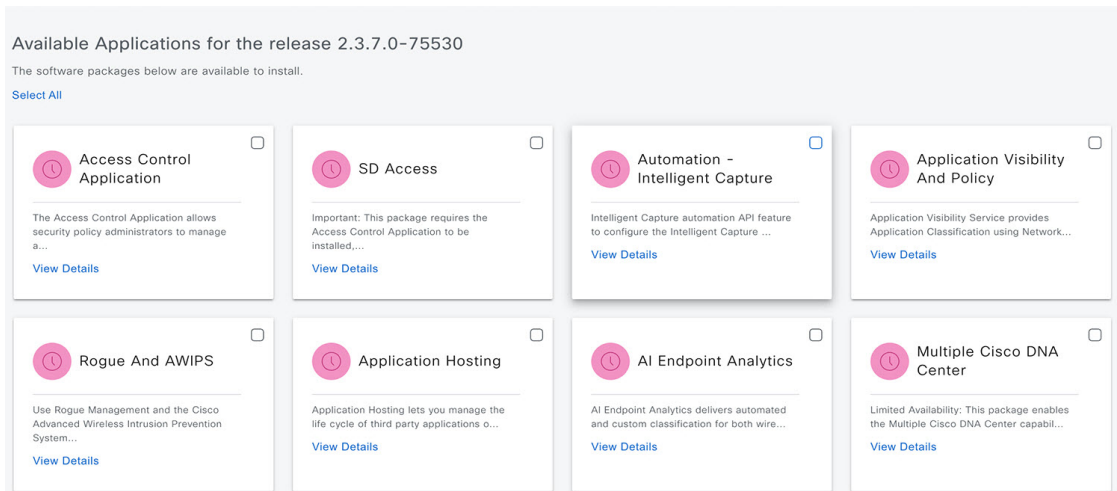 Available Applications for the release 2.3.7.0-75530
The software packages below are available to install.
Select All
Access Control
Application
The Access Control Application allows
security policy administrators to manage
a...
View Details
SD Access
Important: This package requires the
Access Control Application to be
installed,...
View Details
Automation -
Intelligent Capture
Intelligent Capture automation API feature
to configure the Intelligent Capture ...
View Details
Application Visibility
And Policy
Application Visibility Service provides
Application Classification using Network...
View Details
Rogue And AWIPS
Use Rogue Management and the Cisco
Advanced Wireless Intrusion Prevention
System...
View Details
Application Hosting
Application Hosting lets you manage the
life cycle of third party applications o...
View Details
AI Endpoint Analytics
AI Endpoint Analytics delivers automated
and custom classification for both wire...
View Details
Multiple Cisco DNA
Center
Limited Availability: This package enables
the Multiple Cisco DNA Center capabil...
View Details